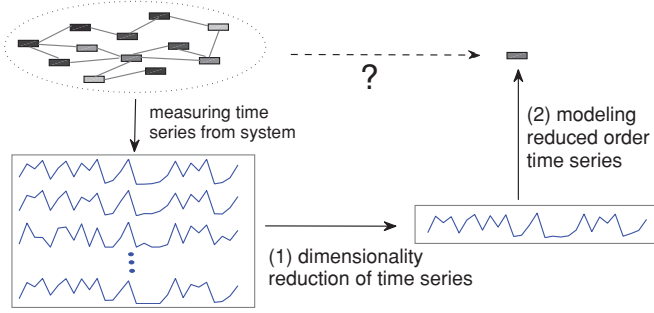 ?
measuring time
series from system
(2) modeling
reduced order
time series
(1) dimensionality
reduction of time series